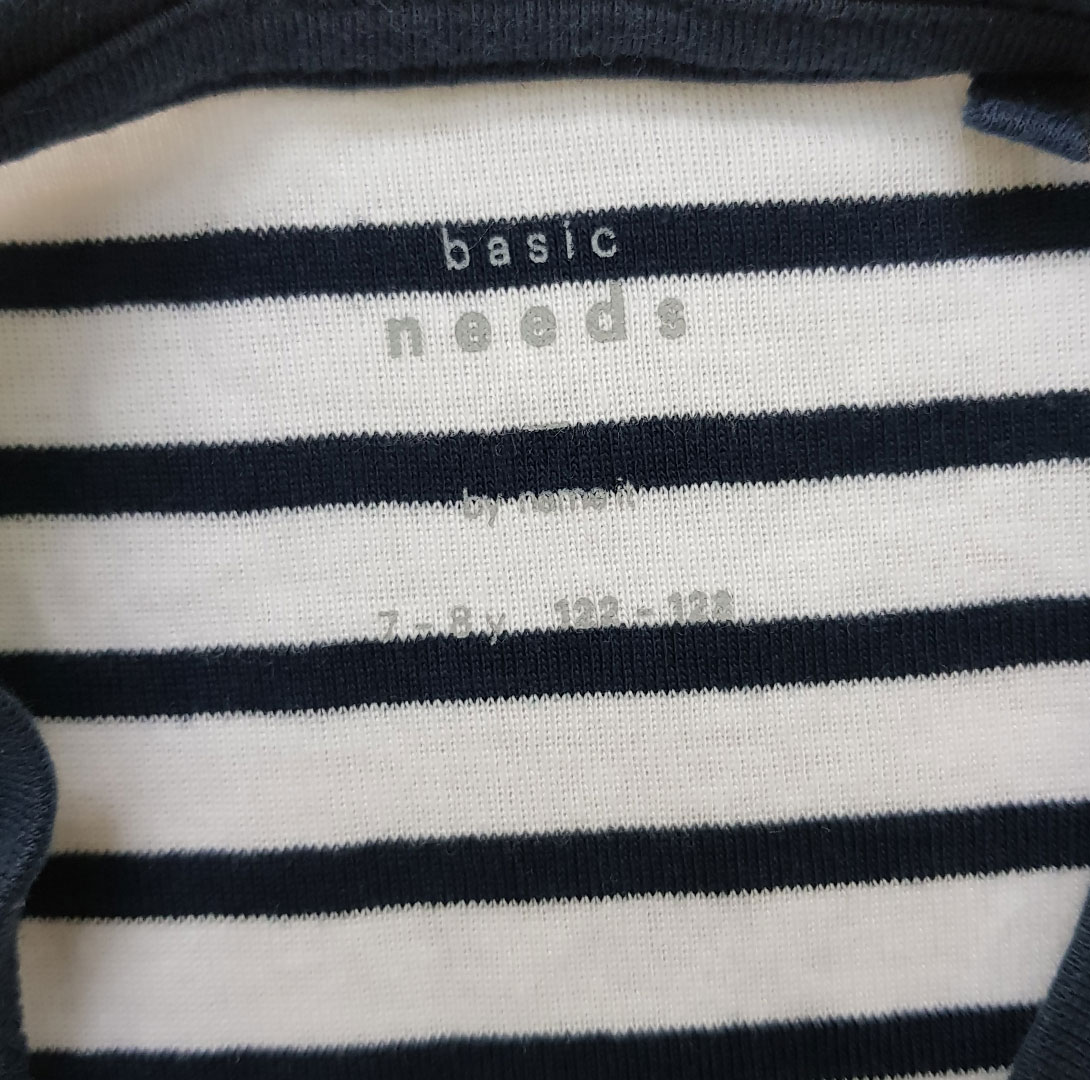 basic
needs
by name it
7 - 8 y 122 - 128